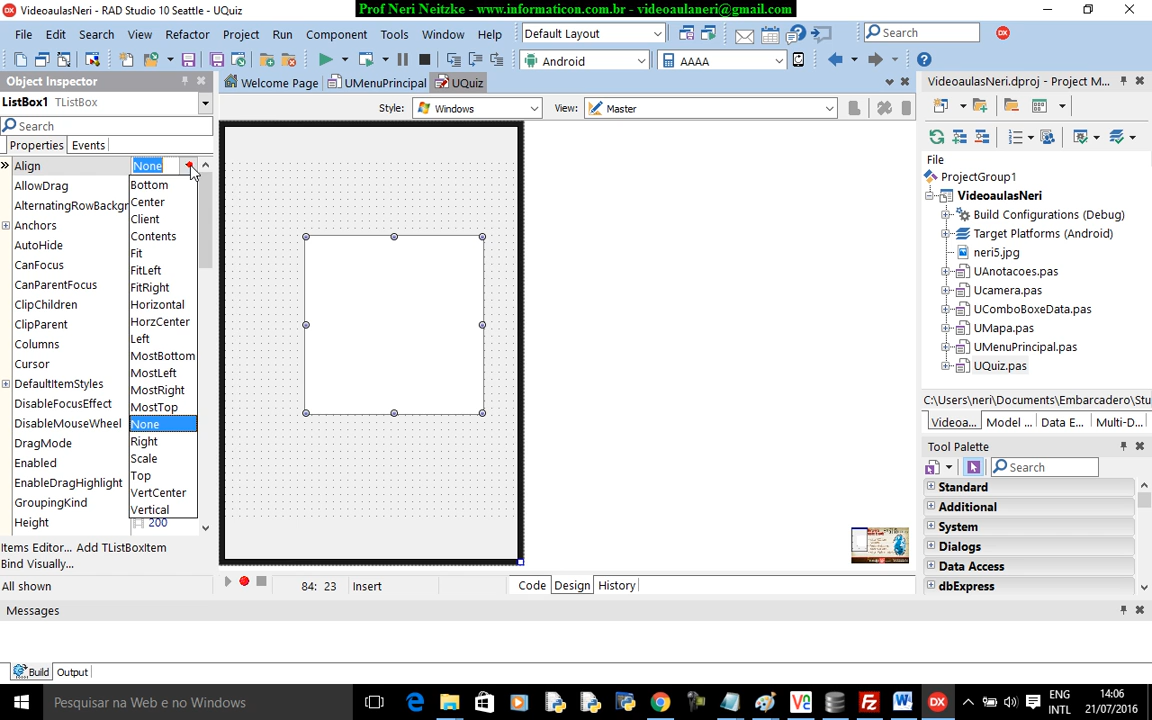 VideoaulasNeri - RAD Studio 10 Seattle - UQuiz
Prof Neri Neitzke - www.informaticon.com.br - videoaulaneri@gmail.com
File Edit Search View Refactor Project Run Component Tools Window Help
Default Layout
Search
Android
AAAA
Object Inspector
Welcome Page
UMenuPrincipal
UQuiz
VideoaulasNeri.dproj - Project M...
ListBox1 TListBox
Style:
Windows
View:
Master
Search
Properties Events
Align None
AllowDrag
AlternatingRowBackgr
Anchors
AutoHide
CanFocus
CanParentFocus
ClipChildren
ClipParent
Columns
Cursor
DefaultItemStyles
DisableFocusEffect
DisableMouseWheel
DragMode
Enabled
EnableDragHighlight
GroupingKind
Height 200
Bottom
Center
Client
Contents
Fit
FitLeft
FitRight
Horizontal
HorzCenter
Left
MostBottom
MostLeft
MostRight
MostTop
None
Right
Scale
Top
VertCenter
Vertical
Items Editor... Add TListBoxItem
Bind Visually...
All shown
84: 23 Insert
Code Design History
File
ProjectGroup1
VideoaulasNeri
Build Configurations (Debug)
Target Platforms (Android)
neri5.jpg
UAnotacoes.pas
Ucamera.pas
UComboBoxeData.pas
UMapa.pas
UMenuPrincipal.pas
UQuiz.pas
C:\Users\neri\Documents\Embarcadero\Stu
Videoa... Model ... Data E... Multi-D...
Tool Palette
Search
Standard
Additional
System
Dialogs
Data Access
dbExpress
Messages
Build Output
Pesquisar na Web e no Windows
ENG
INTL
14:06
21/07/2016